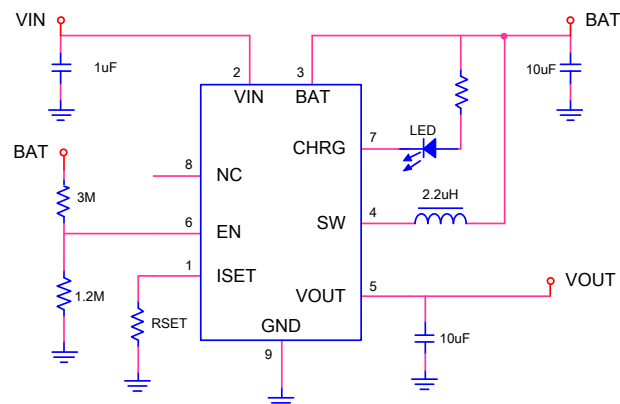 VIN
BAT
1uF
2
3
10uF
VIN
BAT
7
LED
CHRG
BAT
8
NC
3M
2.2uH
6
EN
SW
4
1
ISET
5
VOUT
VOUT
1.2M
RSET
GND
10uF
9